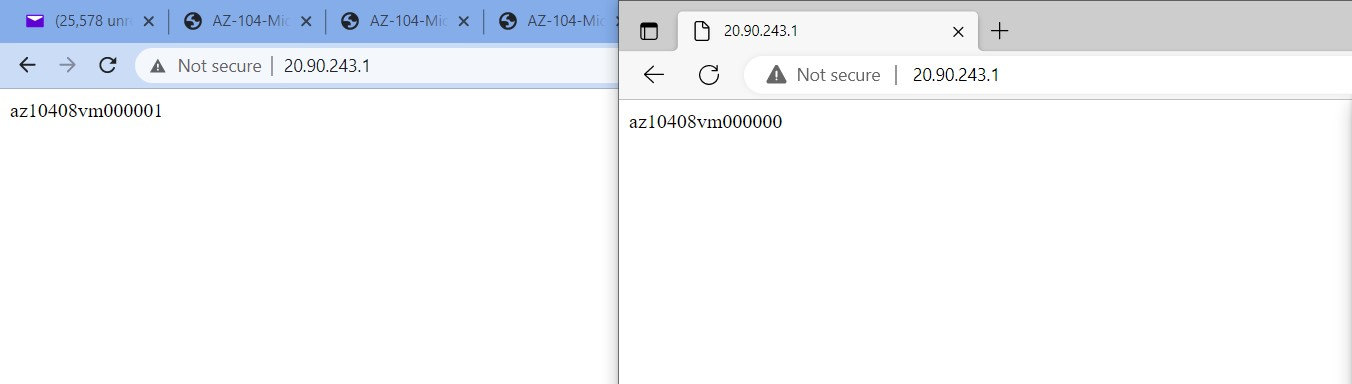 (25,578 unr
AZ-104-Mic
AZ-104-Mic
AZ-104-Mic
Not secure | 20.90.243.1
az10408vm000001
20.90.243.1
Not secure | 20.90.243.1
az10408vm000000